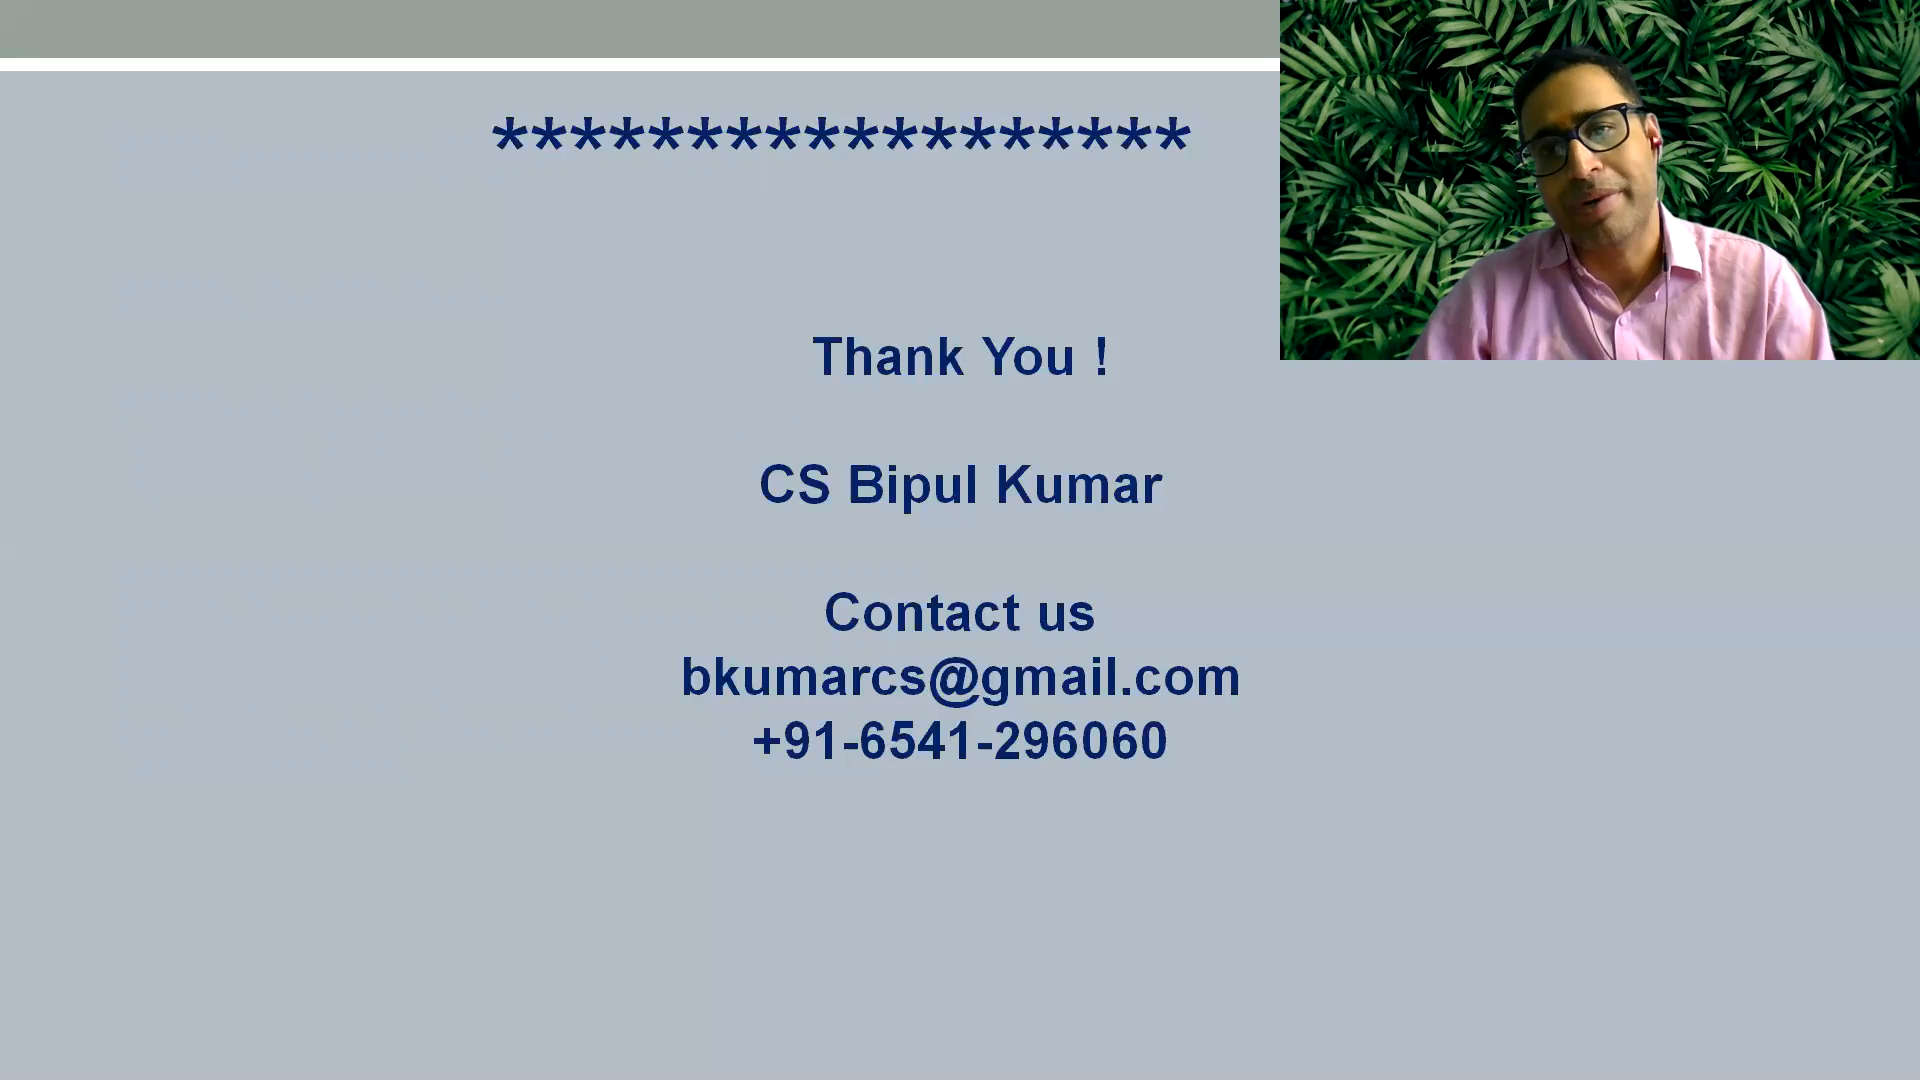 ******************
Thank You !
CS Bipul Kumar
Contact us
bkumarcs@gmail.com
+91-6541-296060